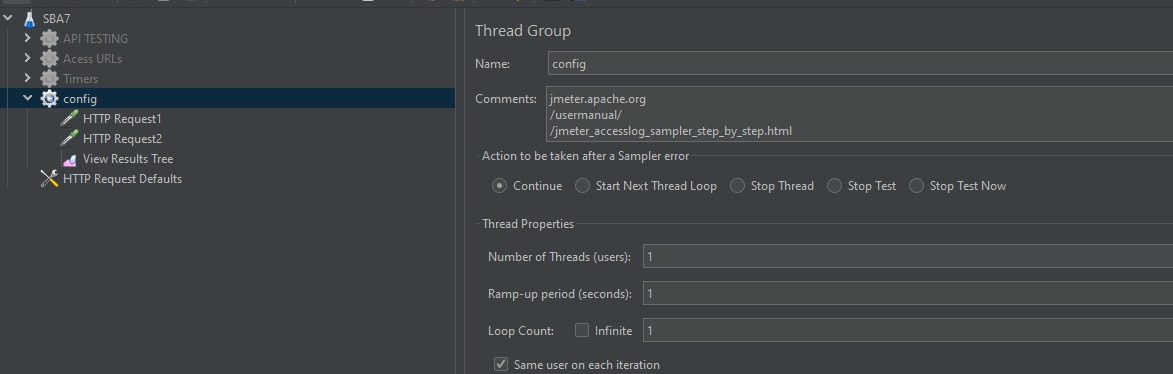 SBA7
API TESTING
Acess URLs
Timers
config
HTTP Request1
HTTP Request2
View Results Tree
HTTP Request Defaults
Thread Group
Name: config
Comments: jmeter.apache.org
/usermanual/
/jmeter_accesslog_sampler_step_by_step.html
Action to be taken after a Sampler error
Continue Start Next Thread Loop Stop Thread Stop Test Stop Test Now
Thread Properties
Number of Threads (users): 1
Ramp-up period (seconds): 1
Loop Count: Infinite 1
Same user on each iteration